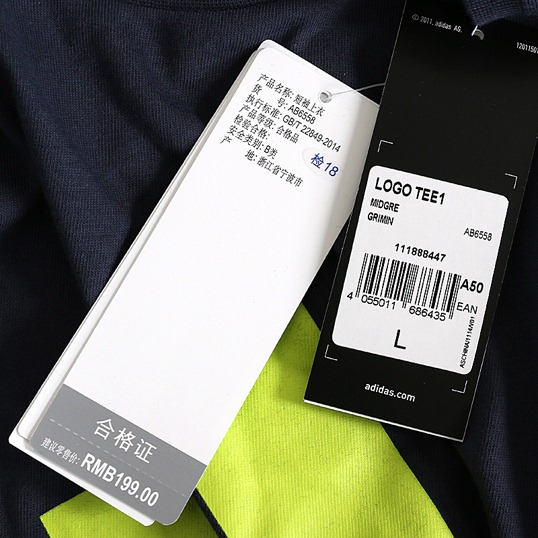 产品名称: 短袖上衣
货 号: AB6558
执行标准: GB/T 22849-2014
产品等级: 合格品
检验合格:
检18
安全类别: B类
产 地: 浙江省宁波市
合格证
建议零售价: RMB199.00
© 2011, adidas AG.
LOGO TEE1
MIDGRE
GRIMIN
AB6558
111888447
A50
EAN
4 055011 686435
L
ASCHINA/1114/V01
adidas.com